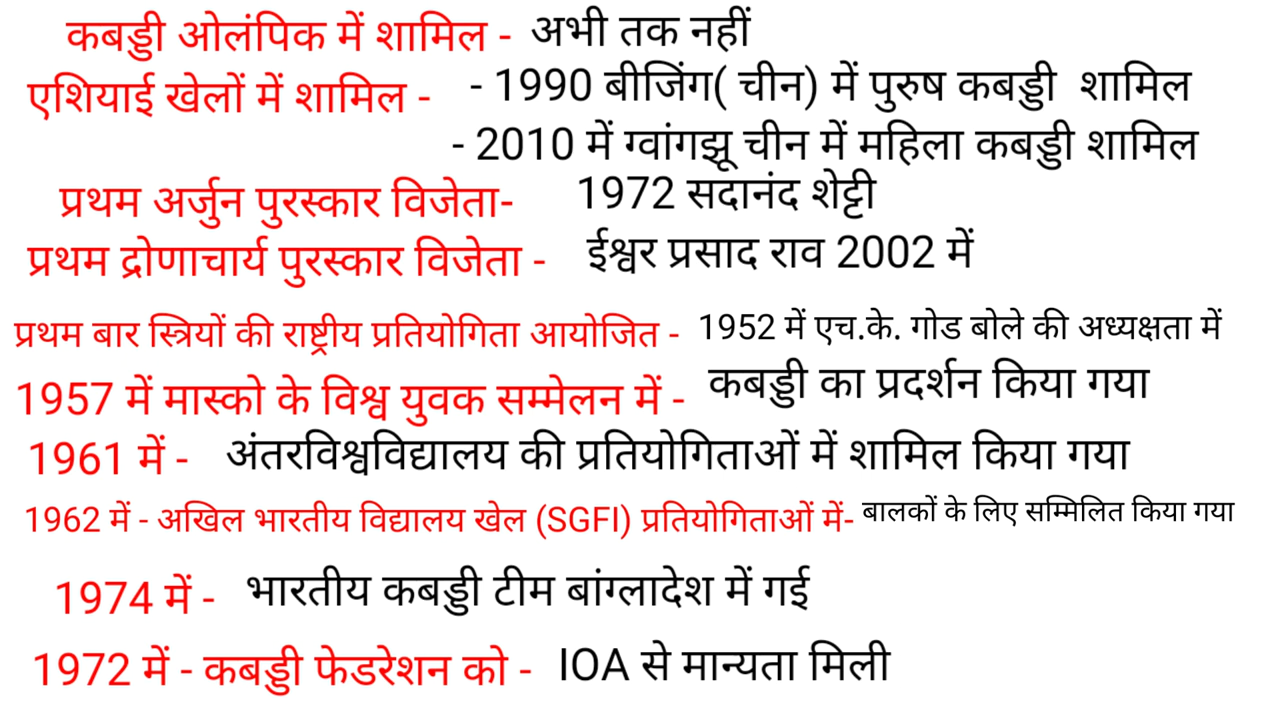 कबड्डी ओलंपिक में शामिल - अभी तक नहीं
एशियाई खेलों में शामिल - - 1990 बीजिंग( चीन) में पुरुष कबड्डी शामिल
- 2010 में ग्वांगझू चीन में महिला कबड्डी शामिल
प्रथम अर्जुन पुरस्कार विजेता- 1972 सदानंद शेट्टी
प्रथम द्रोणाचार्य पुरस्कार विजेता - ईश्वर प्रसाद राव 2002 में
प्रथम बार स्त्रियों की राष्ट्रीय प्रतियोगिता आयोजित - 1952 में एच.के. गोड बोले की अध्यक्षता में
1957 में मास्को के विश्व युवक सम्मेलन में - कबड्डी का प्रदर्शन किया गया
1961 में - अंतरविश्वविद्यालय की प्रतियोगिताओं में शामिल किया गया
1962 में - अखिल भारतीय विद्यालय खेल (SGFI) प्रतियोगिताओं में- बालकों के लिए सम्मिलित किया गया
1974 में - भारतीय कबड्डी टीम बांग्लादेश में गई
1972 में - कबड्डी फेडरेशन को - IOA से मान्यता मिली